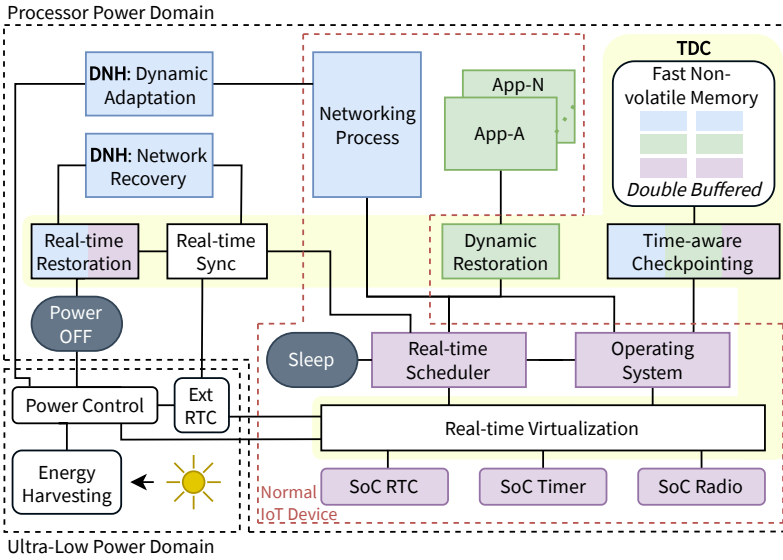 Processor Power Domain
TDC
DNH: Dynamic
Adaptation
Networking
Process
App-N
App-A
Fast Non-
volatile Memory
Double Buffered
DNH: Network
Recovery
Real-time
Restoration
Real-time
Sync
Dynamic
Restoration
Time-aware
Checkpointing
Power
OFF
Sleep
Real-time
Scheduler
Operating
System
Power Control
Ext
RTC
Real-time Virtualization
Energy
Harvesting
Normal
IoT Device
SoC RTC
SoC Timer
SoC Radio
Ultra-Low Power Domain